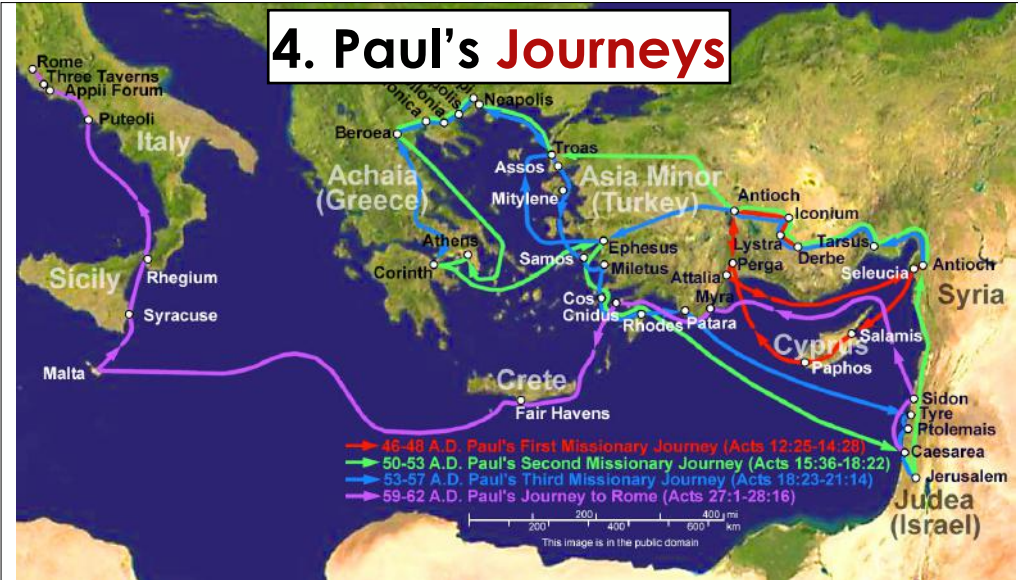 4. Paul's Journeys
Rome
Three Taverns
Appii Forum
Puteoli
Italy
Neapolis
Beroea
Troas
Assos
Achaia
(Greece)
Asia Minor
(Turkey)
Mitylene
Antioch
Iconium
Athens
Ephesus
Lystra
Tarsus
Derbe
Corinth
Samos
Miletus
Perga
Attalia
Seleucia
Antioch
Sicily
Rhegium
Syria
Cos
Cnidus
Myra
Rhodes
Patara
Syracuse
Cyprus
Salamis
Paphos
Malta
Crete
Fair Havens
Sidon
Tyre
Ptolemais
Caesarea
Jerusalem
Judea
(Israel)
46-48 A.D. Paul's First Missionary Journey (Acts 12:25-14:28)
50-53 A.D. Paul's Second Missionary Journey (Acts 15:36-18:22)
53-57 A.D. Paul's Third Missionary Journey (Acts 18:23-21:14)
59-62 A.D. Paul's Journey to Rome (Acts 27:1-28:16)
200 400 mi
200 400 600 km
This image is in the public domain